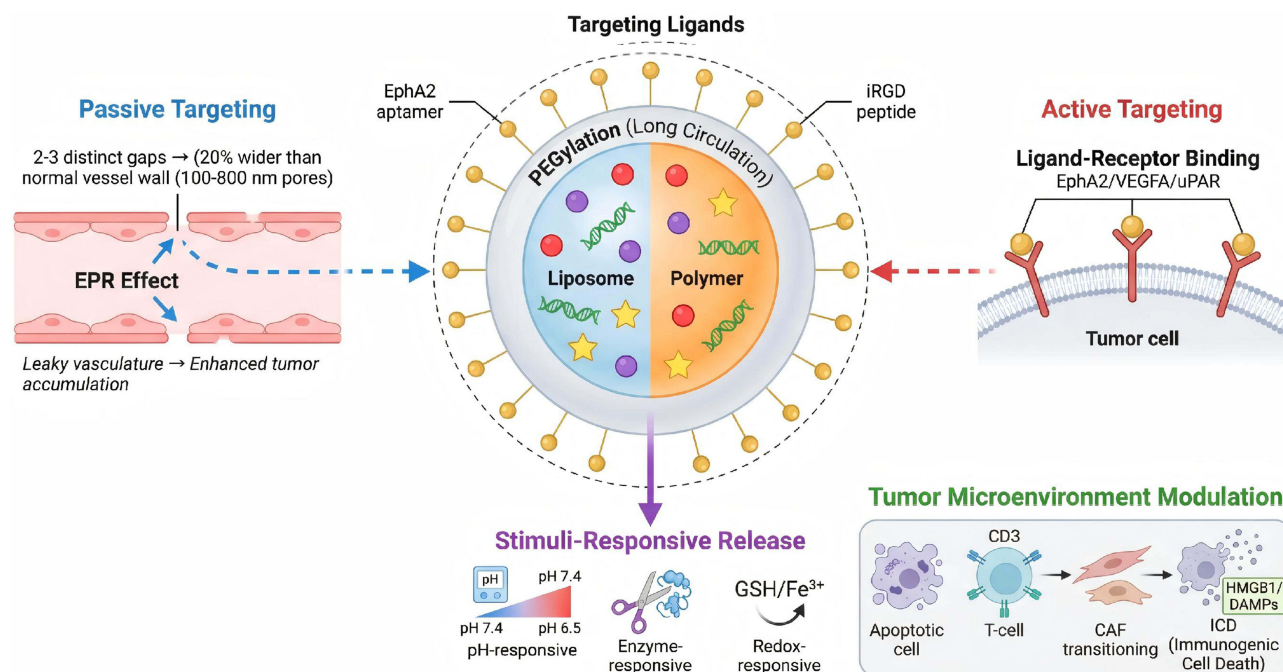 Targeting Ligands
EphA2
aptamer
iRGD
peptide
Passive Targeting
2-3 distinct gaps → (20% wider than
normal vessel wall (100-800 nm pores)
EPR Effect
Leaky vasculature → Enhanced tumor
accumulation
PEGylation (Long Circulation)
Liposome
Polymer
Active Targeting
Ligand-Receptor Binding
EphA2/VEGFA/uPAR
Tumor cell
Stimuli-Responsive Release
pH
pH 7.4
pH 7.4
pH 6.5
pH-responsive
Enzyme-
responsive
GSH/Fe³⁺
Redox-
responsive
Tumor Microenvironment Modulation
Apoptotic
cell
CD3
T-cell
CAF
transitioning
HMGB1/
DAMPs
ICD
(Immunogenic
Cell Death)